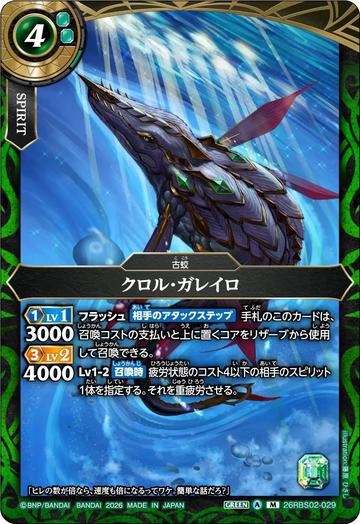 4
SPIRIT
古蛟
クロル・ガレイロ
1 LV1 3000
3 LV2 4000
フラッシュ 相手のアタックステップ 手札のこのカードは、
召喚コストの支払いと上に置くコアをリザーブから使用
して召喚できる。
Lv1-2 召喚時 疲労状態のコスト4以下の相手のスピリット
1体を指定する。それを重疲労させる。
「ヒレの数が倍なら、速度も倍になるってワケ。簡単な話だろ?」
©BNP/BANDAI BANDAI 2026 MADE IN JAPAN GREEN A M 26RBS02-029